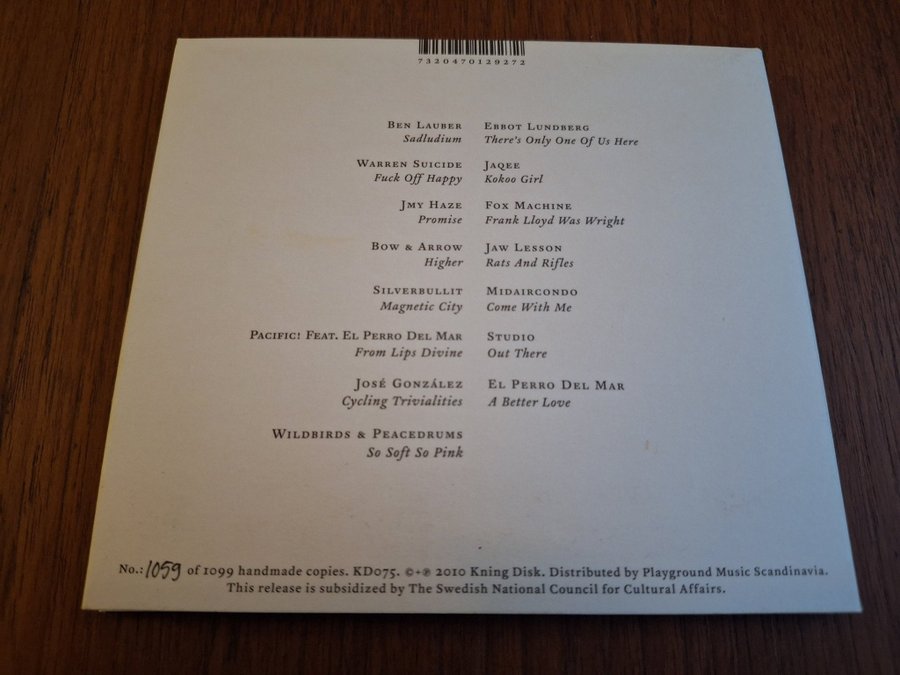 7320470129272
BEN LAUBER
Sadludium
WARREN SUICIDE
Fuck Off Happy
JMY HAZE
Promise
BOW & ARROW
Higher
SILVERBULLIT
Magnetic City
PACIFIC! FEAT. EL PERRO DEL MAR
From Lips Divine
JOSÉ GONZÁLEZ
Cycling Trivialities
WILDBIRDS & PEACEDRUMS
So Soft So Pink
EBBOT LUNDBERG
There's Only One Of Us Here
JAQEE
Kokoo Girl
FOX MACHINE
Frank Lloyd Was Wright
JAW LESSON
Rats And Rifles
MIDAIRCONDO
Come With Me
STUDIO
Out There
EL PERRO DEL MAR
A Better Love
No.: 1059 of 1099 handmade copies. KD075. ©+℗ 2010 Kning Disk. Distributed by Playground Music Scandinavia.
This release is subsidized by The Swedish National Council for Cultural Affairs.